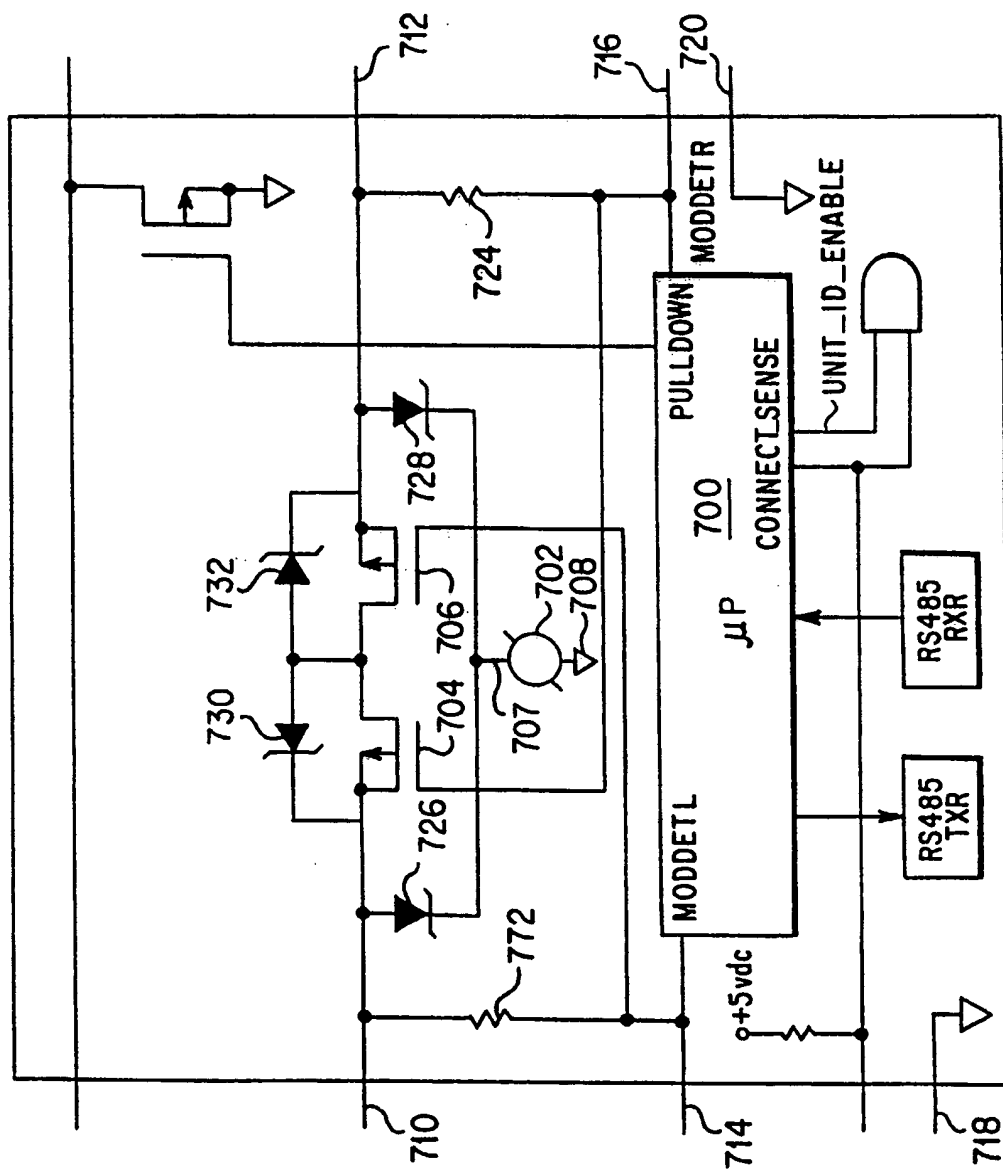 712
716
720
724
MODDETR
UNIT_ID_ENABLE
PULLDOWN
CONNECT_SENSE
700
µP
728
732
706
702
708
707
704
730
726
MODDETL
772
+5vdc
RS485
RXR
RS485
TXR
710
714
718